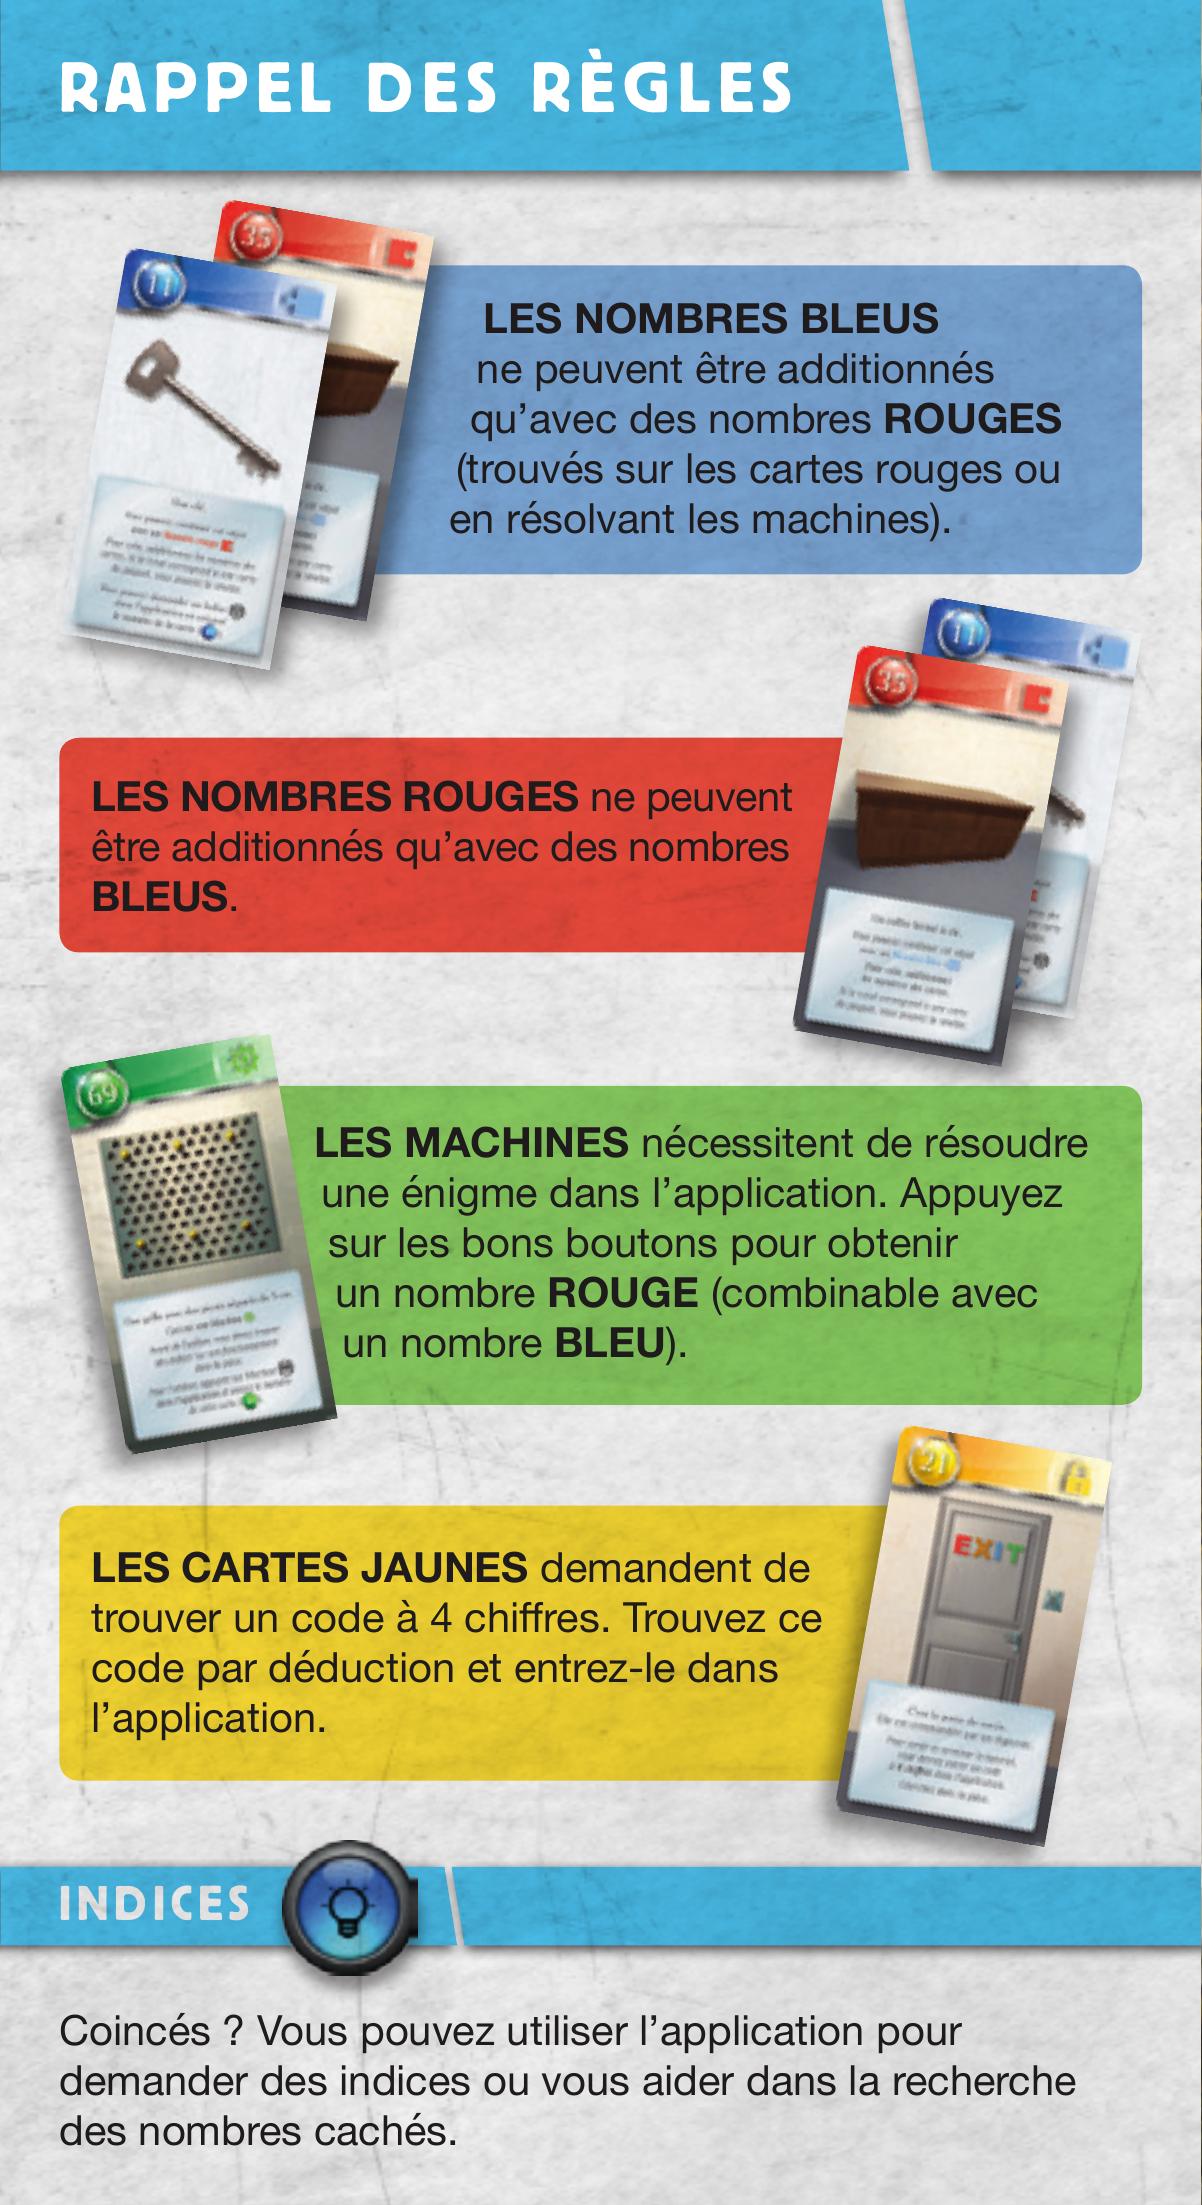 RAPPEL DES RÈGLES
35
11
LES NOMBRES BLEUS
ne peuvent être additionnés
qu’avec des nombres ROUGES
(trouvés sur les cartes rouges ou
en résolvant les machines).
11
35
LES NOMBRES ROUGES ne peuvent
être additionnés qu’avec des nombres
BLEUS.
69
LES MACHINES nécessitent de résoudre
une énigme dans l’application. Appuyez
sur les bons boutons pour obtenir
un nombre ROUGE (combinable avec
un nombre BLEU).
21
EXIT
LES CARTES JAUNES demandent de
trouver un code à 4 chiffres. Trouvez ce
code par déduction et entrez-le dans
l’application.
INDICES
Coincés ? Vous pouvez utiliser l’application pour
demander des indices ou vous aider dans la recherche
des nombres cachés.